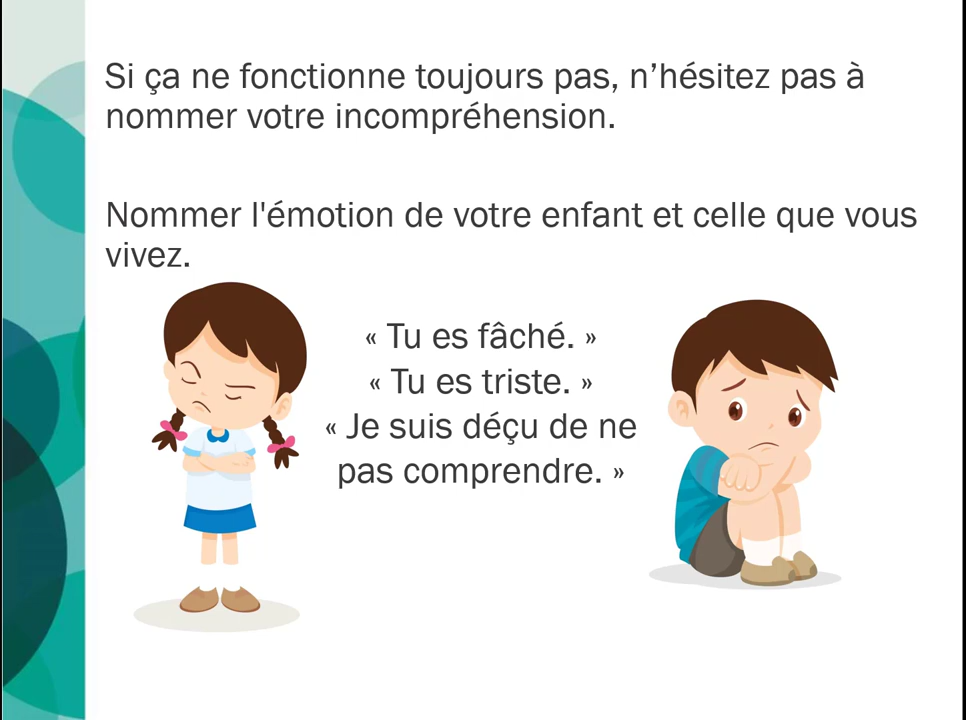 Si ça ne fonctionne toujours pas, n’hésitez pas à
nommer votre incompréhension.
Nommer l'émotion de votre enfant et celle que vous
vivez.
« Tu es fâché. »
« Tu es triste. »
« Je suis déçu de ne
pas comprendre. »